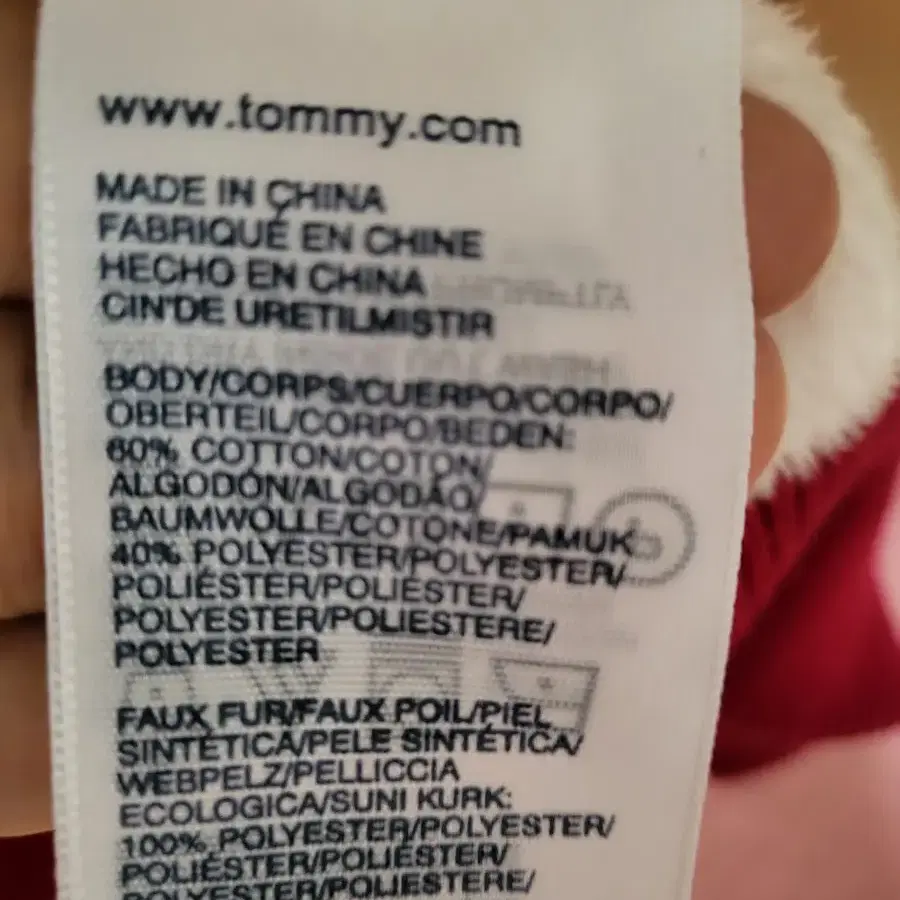 www.tommy.com
MADE IN CHINA
FABRIQUÉ EN CHINE
HECHO EN CHINA
CIN'DE URETILMISTIR
BODY/CORPS/CUERPO/CORPO/
OBERTEIL/CORPO/BEDEN:
60% COTTON/COTON/
ALGODÓN/ALGODÃO/
BAUMWOLLE/COTONE/PAMUK
40% POLYESTER/POLYESTER/
POLIÉSTER/POLIÉSTER/
POLYESTER/POLIESTERE/
POLYESTER
FAUX FUR/FAUX POIL/PIEL
SINTÉTICA/PELE SINTÉTICA/
WEBPELZ/PELLICCIA
ECOLOGICA/SUNI KURK:
100% POLYESTER/POLYESTER/
POLIÉSTER/POLIÉSTER/
POLYESTER/POLIESTERE/